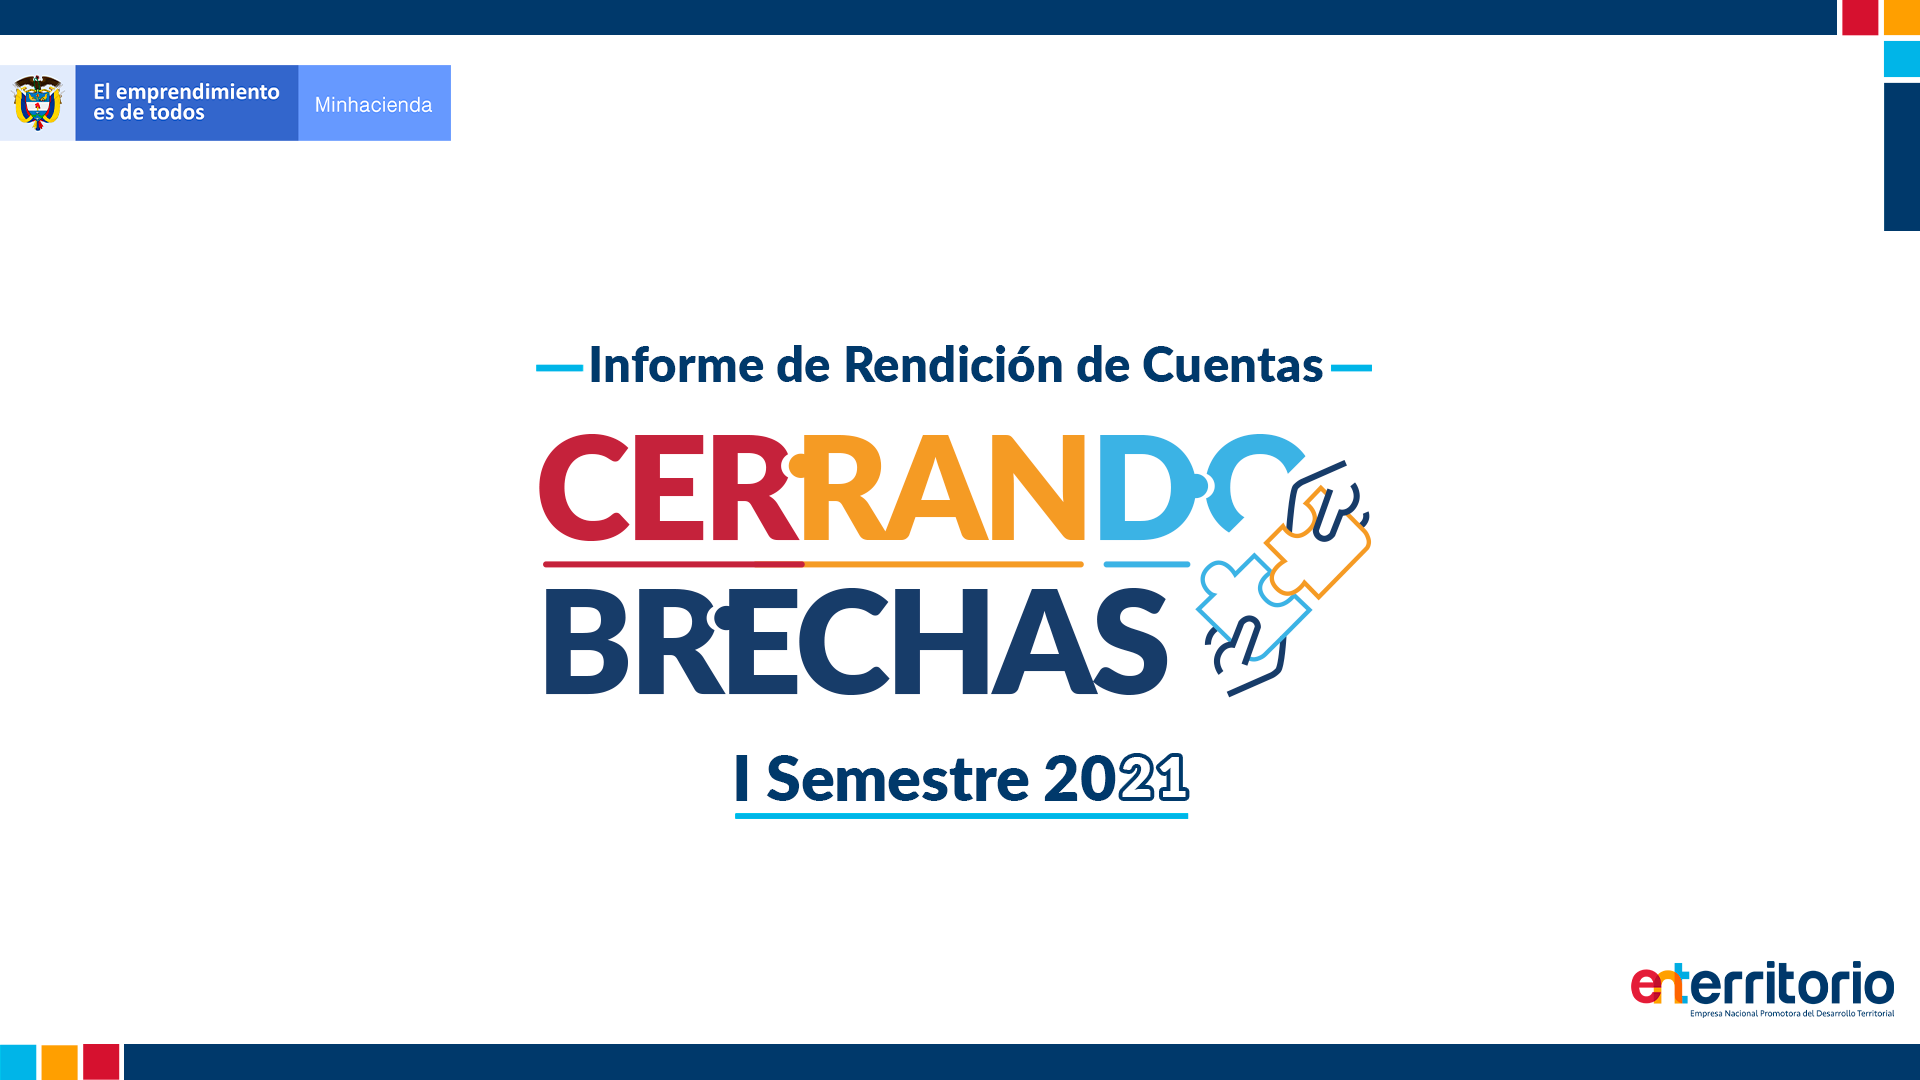 El emprendimiento
es de todos
Minhacienda
Informe de Rendición de Cuentas
CERRANDO
BRECHAS
I Semestre 2021
enterritorio
Empresa Nacional Promotora del Desarrollo Territorial